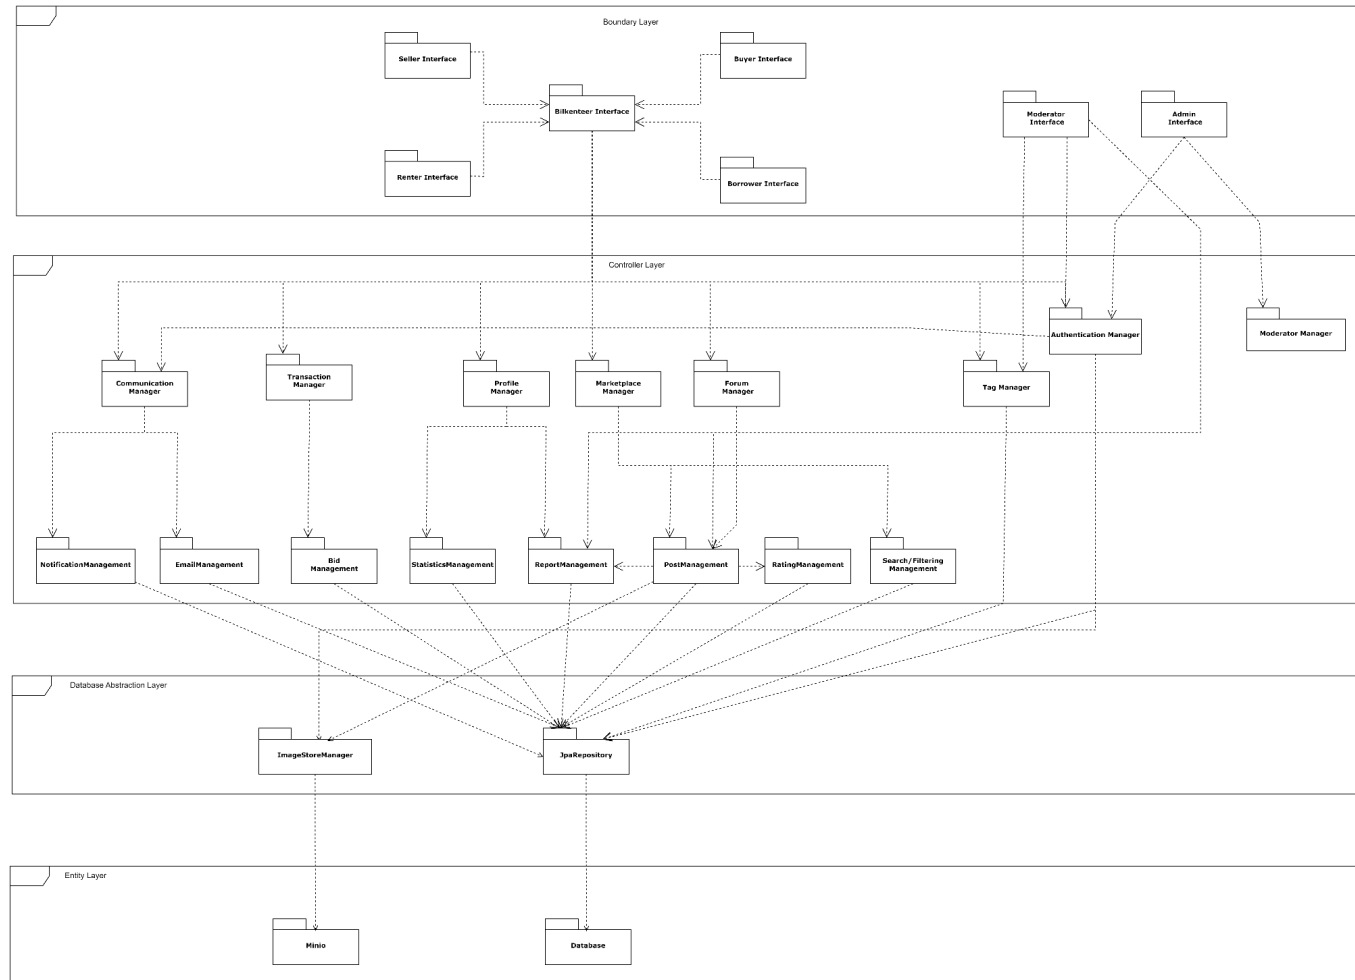 Boundary Layer
Seller Interface
Buyer Interface
Bilkenteer Interface
Moderator
Interface
Admin
Interface
Renter Interface
Borrower Interface
Controller Layer
Authentication Manager
Moderator Manager
Communication
Manager
Transaction
Manager
Profile
Manager
Marketplace
Manager
Forum
Manager
Tag Manager
NotificationManagement
EmailManagement
Bid
Management
StatisticsManagement
ReportManagement
PostManagement
RatingManagement
Search/Filtering
Management
Database Abstraction Layer
ImageStoreManager
JpaRepository
Entity Layer
Minio
Database